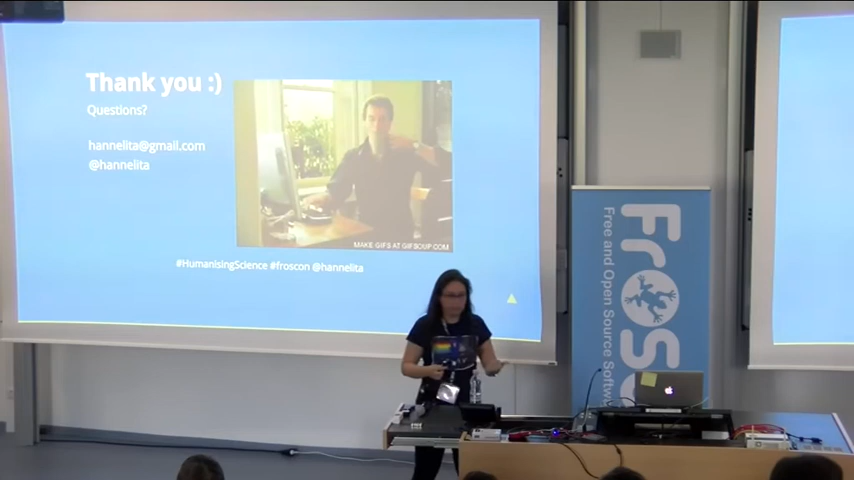 Thank you :)
Questions?
hannelita@gmail.com
@hannelita
MAKE GIFS AT GIFSOUP.COM
#HumanisingScience #froscon @hannelita
FrOSC
Free and Open Source Softw